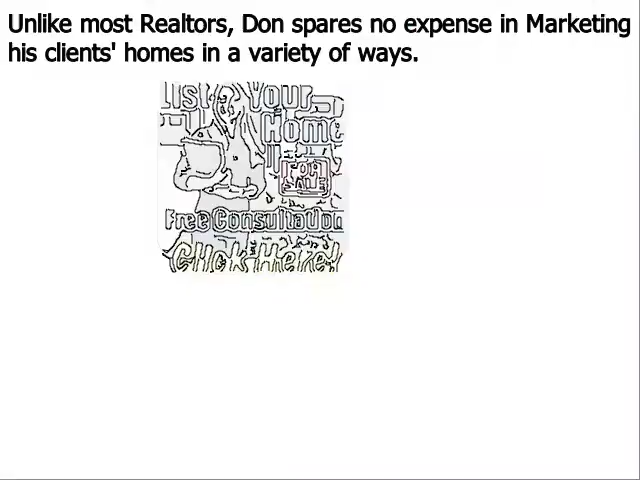 Unlike most Realtors, Don spares no expense in Marketing
his clients' homes in a variety of ways.
List Your
Home
FOR
SALE
Free Consultation
Click Here!